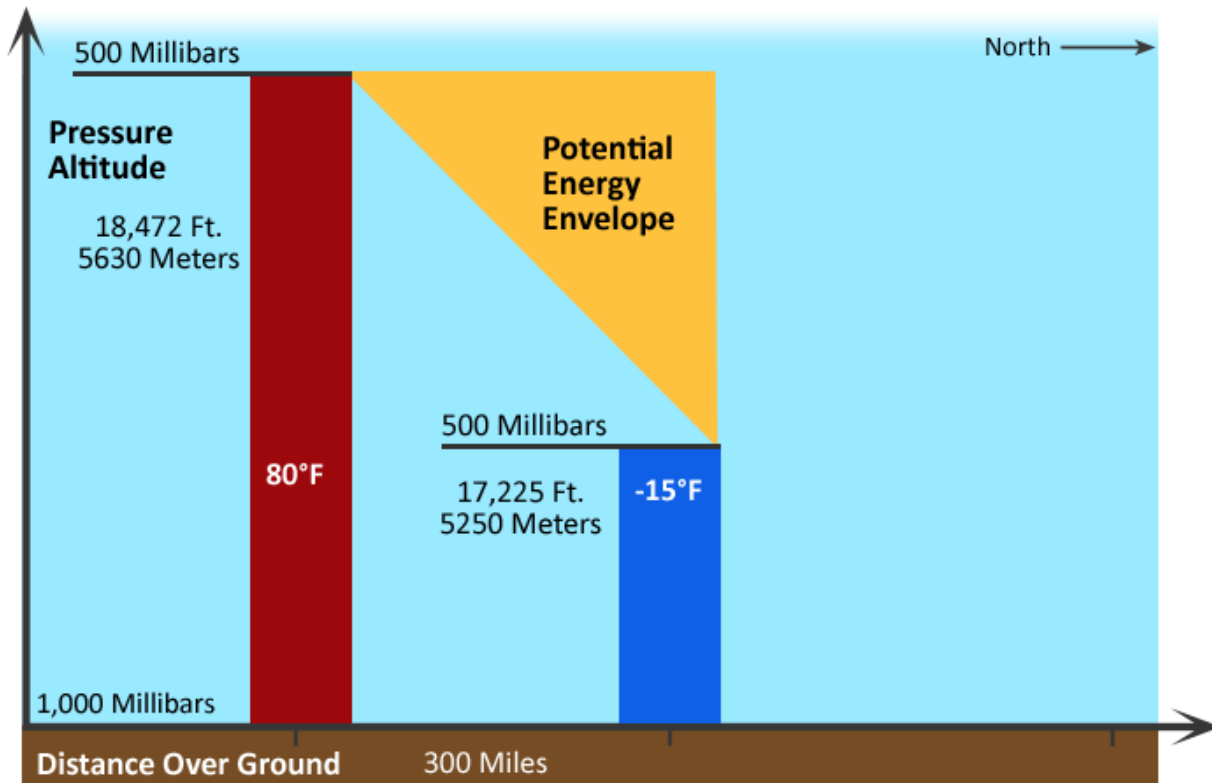 500 Millibars
North
Pressure
Altitude
18,472 Ft.
5630 Meters
Potential
Energy
Envelope
500 Millibars
80°F
17,225 Ft.
5250 Meters
-15°F
1,000 Millibars
Distance Over Ground
300 Miles